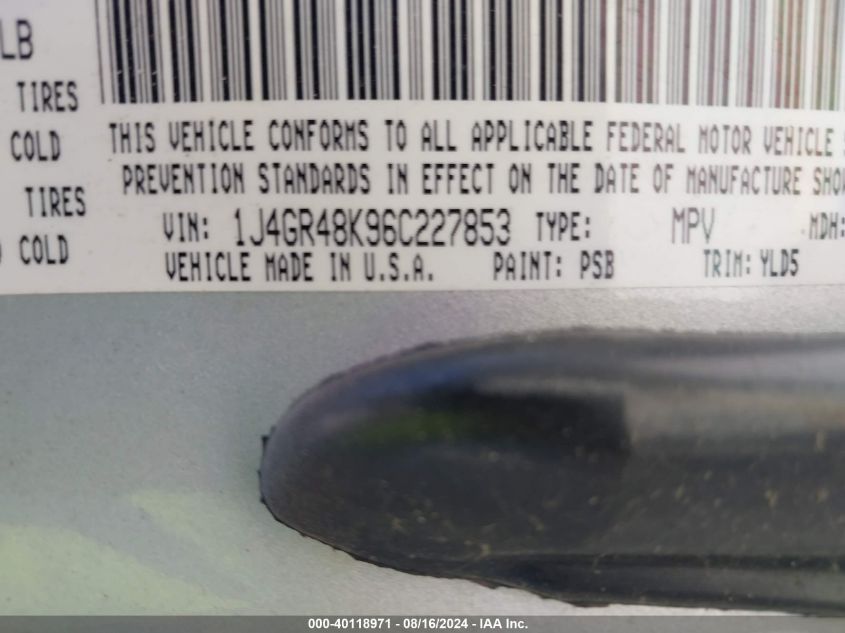 LB
TIRES
COLD
TIRES
COLD
THIS VEHICLE CONFORMS TO ALL APPLICABLE FEDERAL MOTOR VEHICLE
PREVENTION STANDARDS IN EFFECT ON THE DATE OF MANUFACTURE
VIN: 1J4GR48K96C227853 TYPE: MPV MDH:
VEHICLE MADE IN U.S.A. PAINT: PSB TRIM: YLD5
000-40118971 - 08/16/2024 - IAA Inc.